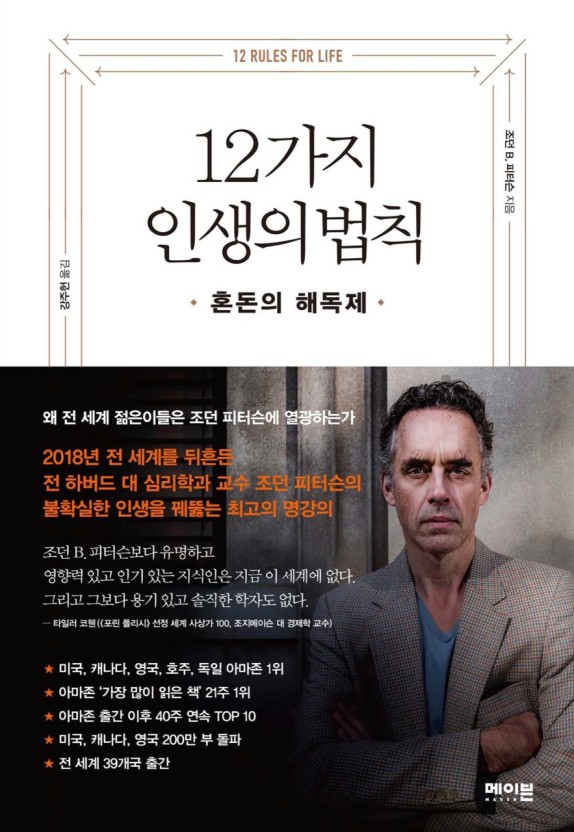 12 RULES FOR LIFE
12가지
인생의 법칙
혼돈의 해독제
조던 B. 피터슨 지음
강주헌 옮김
왜 전 세계 젊은이들은 조던 피터슨에 열광하는가
2018년 전 세계를 뒤흔든
전 하버드 대 심리학과 교수 조던 피터슨의
불확실한 인생을 꿰뚫는 최고의 명강의
조던 B. 피터슨보다 유명하고
영향력 있고 인기 있는 지식인은 지금 이 세계에 없다.
그리고 그보다 용기 있고 솔직한 학자도 없다.
— 타일러 코웬(《포린 폴리시》 선정 세계 사상가 100, 조지메이슨 대 경제학 교수)
★ 미국, 캐나다, 영국, 호주, 독일 아마존 1위
★ 아마존 '가장 많이 읽은 책' 21주 1위
★ 아마존 출간 이후 40주 연속 TOP 10
★ 미국, 캐나다, 영국 200만 부 돌파
★ 전 세계 39개국 출간
메이븐
MAVEN